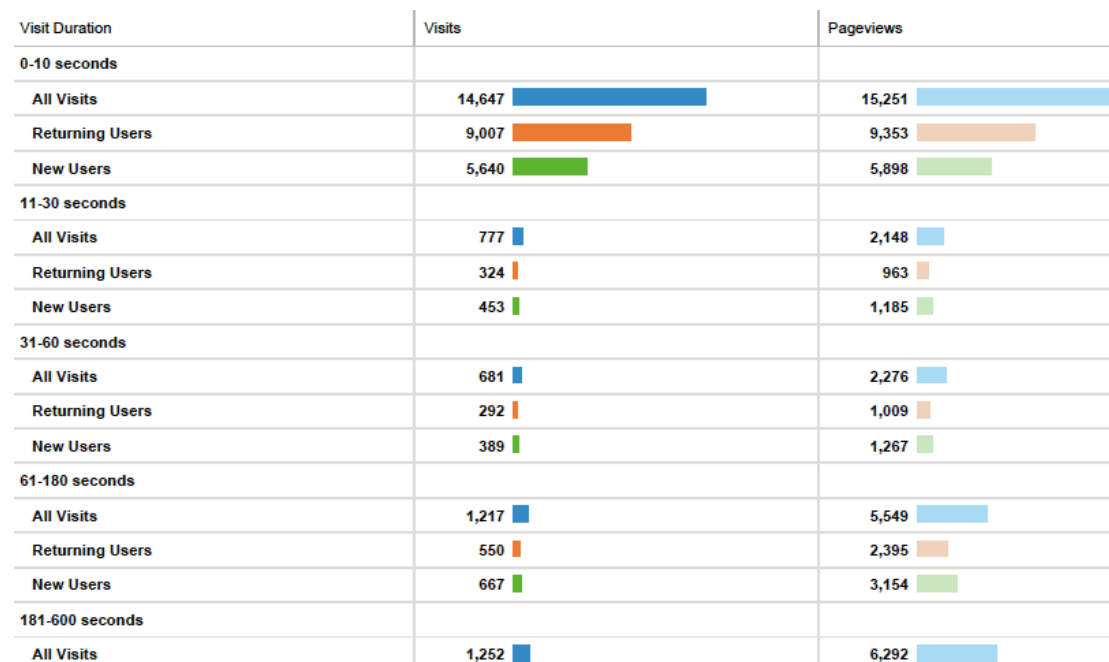 Visit Duration Visits Pageviews
0-10 seconds
All Visits 14,647 15,251
Returning Users 9,007 9,353
New Users 5,640 5,898
11-30 seconds
All Visits 777 2,148
Returning Users 324 963
New Users 453 1,185
31-60 seconds
All Visits 681 2,276
Returning Users 292 1,009
New Users 389 1,267
61-180 seconds
All Visits 1,217 5,549
Returning Users 550 2,395
New Users 667 3,154
181-600 seconds
All Visits 1,252 6,292